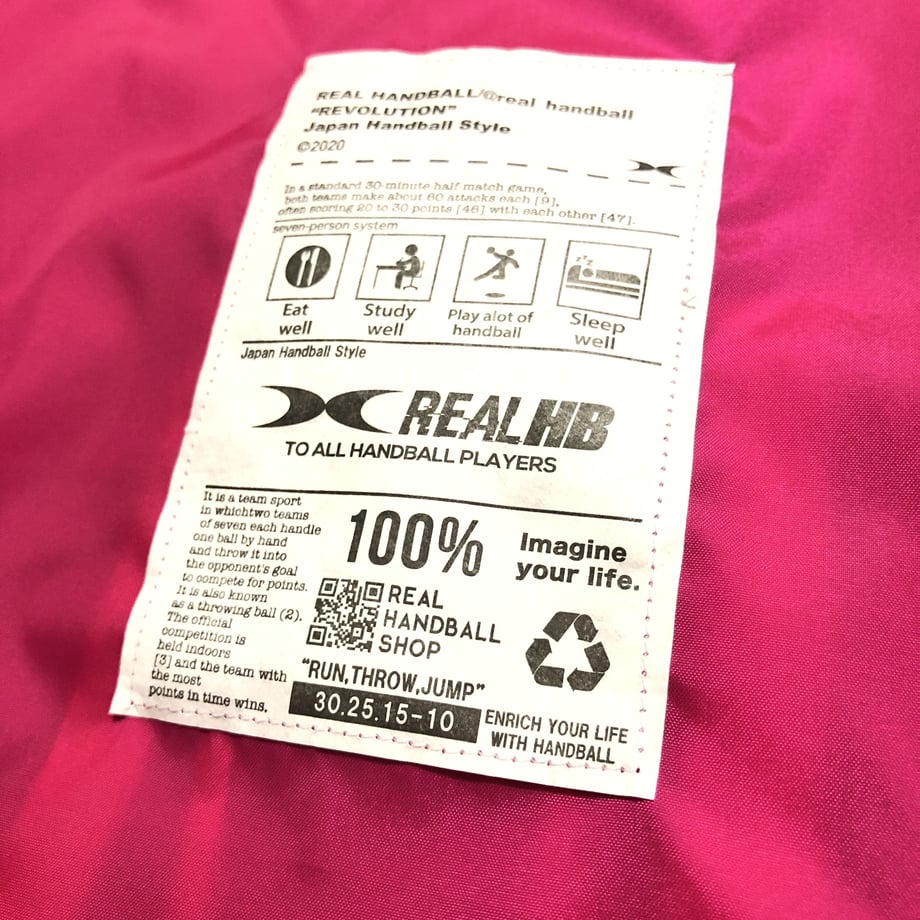 REAL HANDBALL/@real handball
"REVOLUTION"
Japan Handball Style
©2020
In a standard 30-minute half match game,
both teams make about 60 attacks each [9],
often scoring 20 to 30 points [46] with each other [47].
seven-person system
Eat
well
Study
well
Play alot of
handball
zzz
Sleep
well
Japan Handball Style
REALHB
TO ALL HANDBALL PLAYERS
It is a team sport
in whichtwo teams
of seven each handle
one ball by hand
and throw it into
the opponent's goal
to compete for points.
It is also known
as a throwing ball (2).
The official
competition is
held indoors
[3] and the team with
the most
points in time wins.
100%
Imagine
your life.
REAL
HANDBALL
SHOP
"RUN,THROW,JUMP"
30.25.15-10
ENRICH YOUR LIFE
WITH HANDBALL